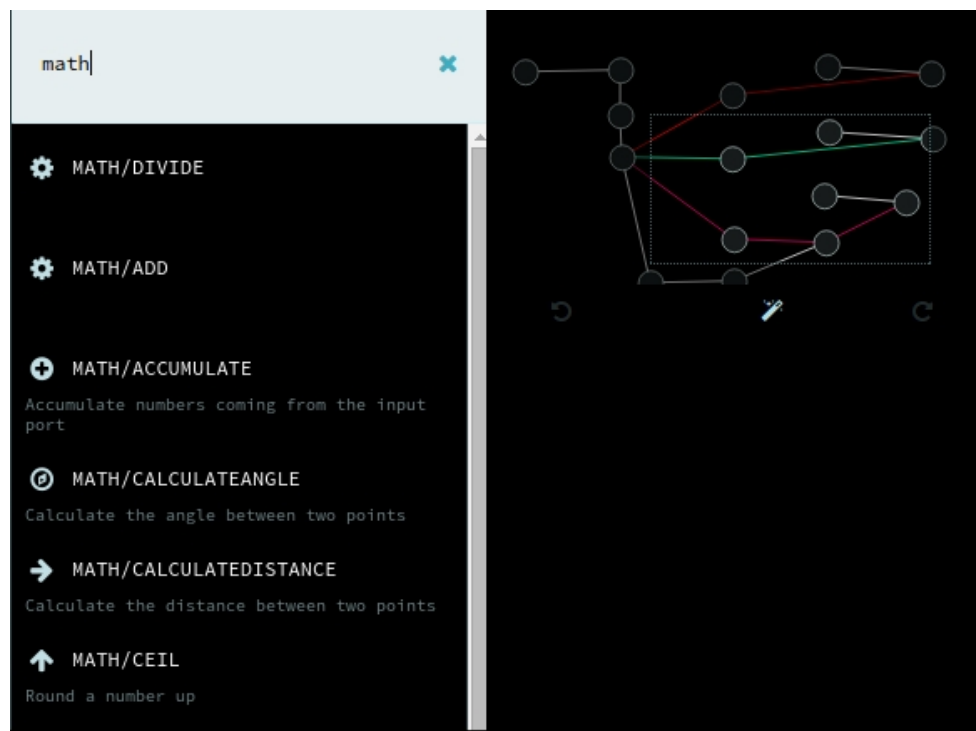 math
MATH/DIVIDE
MATH/ADD
MATH/ACCUMULATE
Accumulate numbers coming from the input
port
MATH/CALCULATEANGLE
Calculate the angle between two points
MATH/CALCULATEDISTANCE
Calculate the distance between two points
MATH/CEIL
Round a number up